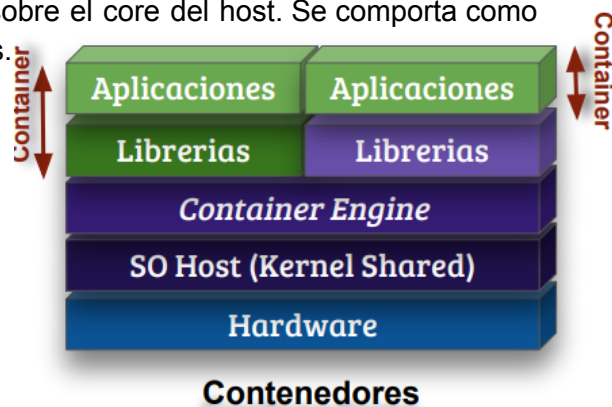 sobre el core del host. Se comporta como
s.
Container
Container
Aplicaciones Aplicaciones
Librerias Librerias
Container Engine
SO Host (Kernel Shared)
Hardware
Contenedores